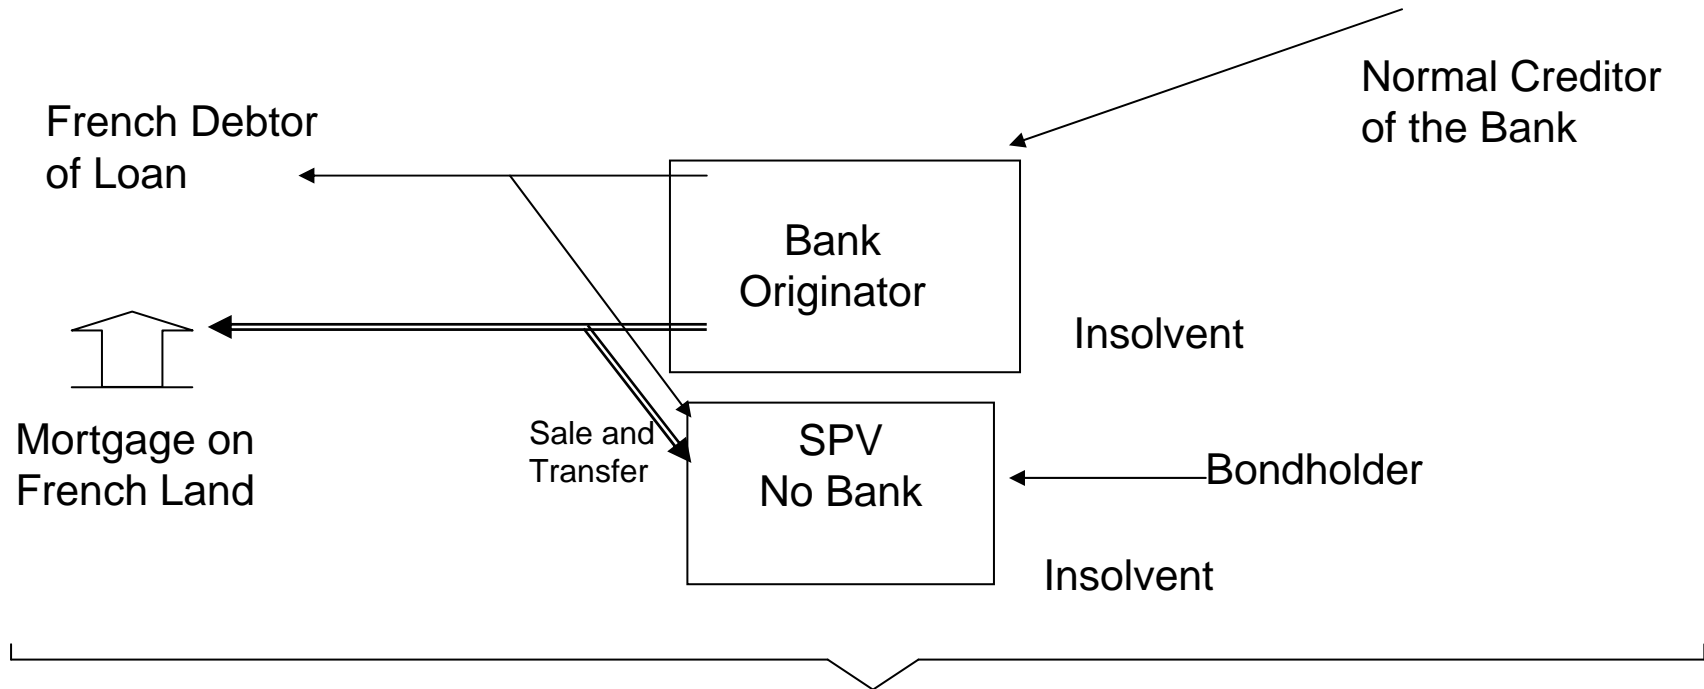 Normal Creditor
of the Bank
French Debtor
of Loan
Bank
Originator
Insolvent
Mortgage on
French Land
Sale and
Transfer
SPV
No Bank
Bondholder
Insolvent